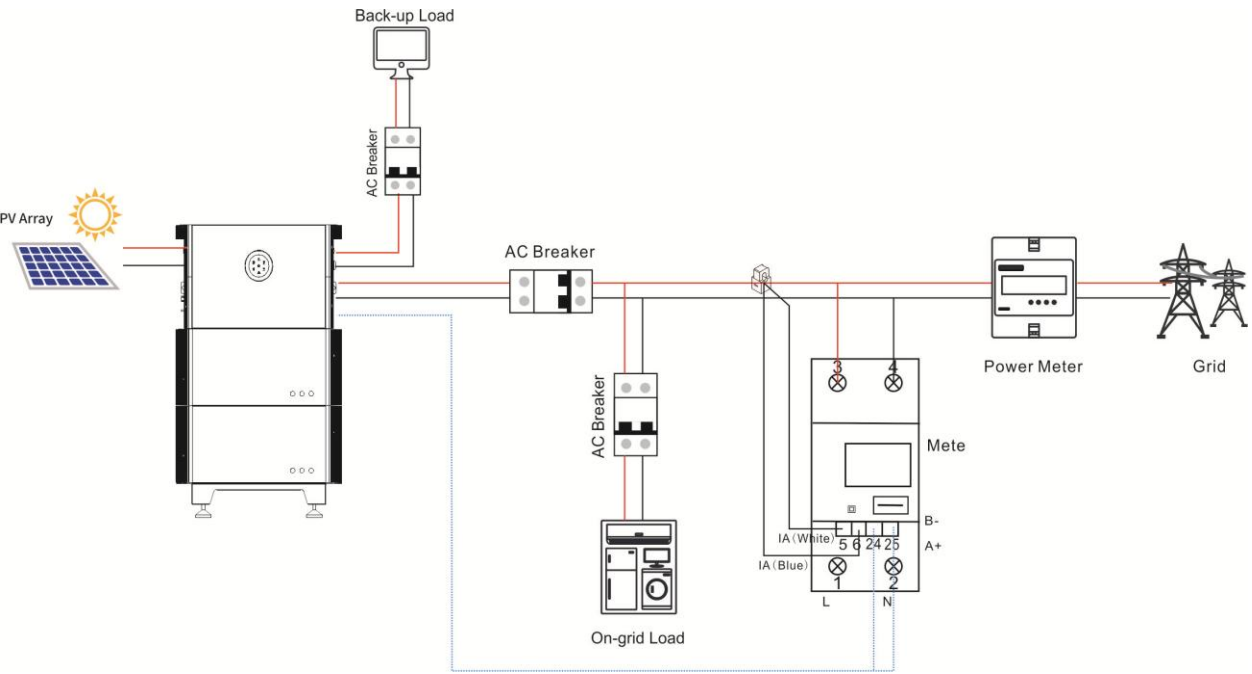 Back-up Load
AC Breaker
PV Array
AC Breaker
Power Meter
Grid
AC Breaker
3
4
Mete
B-
IA(White)
5 6 24 25
A+
IA(Blue)
1
2
L
N
On-grid Load